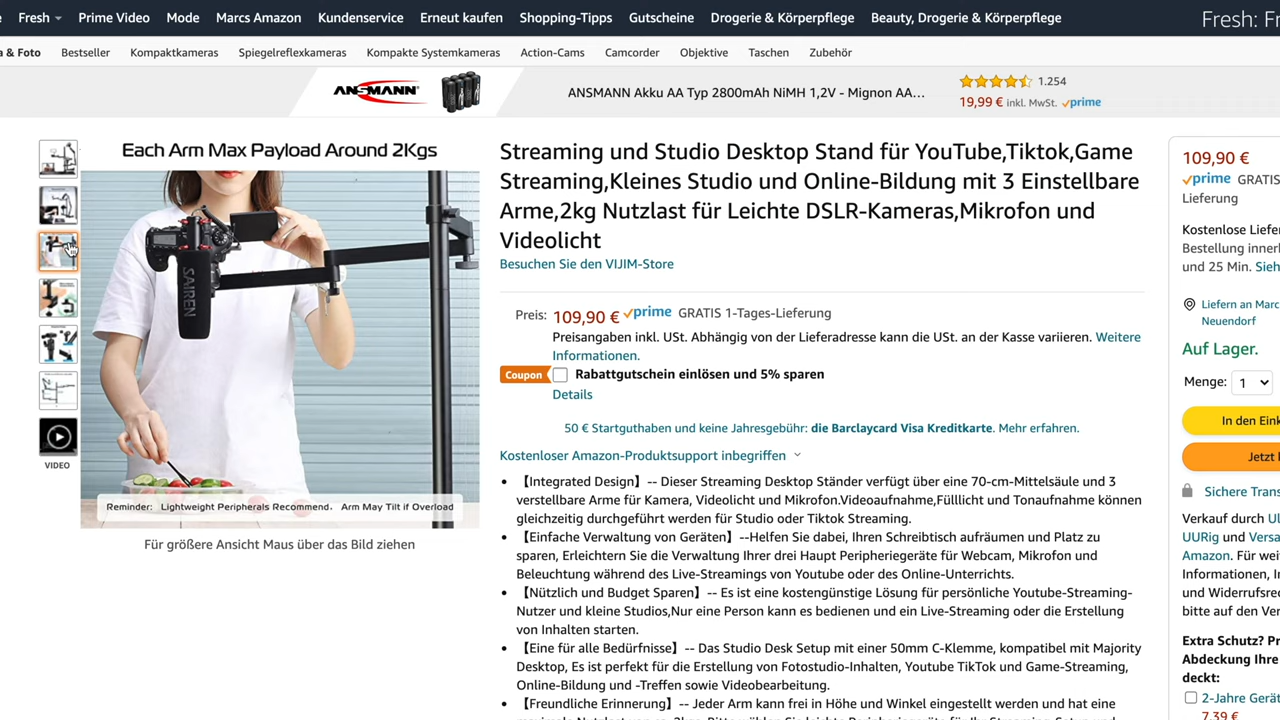 Fresh Prime Video Mode Marcs Amazon Kundenservice Erneut kaufen Shopping-Tipps Gutscheine Drogerie & Körperpflege Beauty, Drogerie & Körperpflege
Fresh:
& Foto Bestseller Kompaktkameras Spiegelreflexkameras Kompakte Systemkameras Action-Cams Camcorder Objektive Taschen Zubehör
ANSMANN
ANSMANN Akku AA Typ 2800mAh NiMH 1,2V - Mignon AA…
1.254
19,99 € inkl. MwSt. prime
Each Arm Max Payload Around 2Kgs
SAIREN
Reminder: Lightweight Peripherals Recommend, Arm May Tilt if Overload
Für größere Ansicht Maus über das Bild ziehen
VIDEO
Streaming und Studio Desktop Stand für YouTube,Tiktok,Game
Streaming,Kleines Studio und Online-Bildung mit 3 Einstellbare
Arme,2kg Nutzlast für Leichte DSLR-Kameras,Mikrofon und
Videolicht
Besuchen Sie den VIJIM-Store
Preis: 109,90 € prime GRATIS 1-Tages-Lieferung
Preisangaben inkl. USt. Abhängig von der Lieferadresse kann die USt. an der Kasse variieren. Weitere
Informationen.
Coupon Rabattgutschein einlösen und 5% sparen
Details
50 € Startguthaben und keine Jahresgebühr: die Barclaycard Visa Kreditkarte. Mehr erfahren.
Kostenloser Amazon-Produktsupport inbegriffen
• 【Integrated Design】-- Dieser Streaming Desktop Ständer verfügt über eine 70-cm-Mittelsäule und 3
verstellbare Arme für Kamera, Videolicht und Mikrofon.Videoaufnahme,Fülllicht und Tonaufnahme können
gleichzeitig durchgeführt werden für Studio oder Tiktok Streaming.
• 【Einfache Verwaltung von Geräten】--Helfen Sie dabei, Ihren Schreibtisch aufräumen und Platz zu
sparen, Erleichtern Sie die Verwaltung Ihrer drei Haupt Peripheriegeräte für Webcam, Mikrofon und
Beleuchtung während des Live-Streamings von Youtube oder des Online-Unterrichts.
• 【Nützlich und Budget Sparen】-- Es ist eine kostengünstige Lösung für persönliche Youtube-Streaming-
Nutzer und kleine Studios,Nur eine Person kann es bedienen und ein Live-Streaming oder die Erstellung
von Inhalten starten.
• 【Eine für alle Bedürfnisse】-- Das Studio Desk Setup mit einer 50mm C-Klemme, kompatibel mit Majority
Desktop, Es ist perfekt für die Erstellung von Fotostudio-Inhalten, Youtube TikTok und Game-Streaming,
Online-Bildung und -Treffen sowie Videobearbeitung.
• 【Freundliche Erinnerung】-- Jeder Arm kann frei in Höhe und Winkel eingestellt werden und hat eine
109,90 €
prime GRATIS
Lieferung
Kostenlose Liefer
Bestellung inner
und 25 Min. Sieh
Liefern an Marc
Neuendorf
Auf Lager.
Menge: 1
In den Eink
Jetzt
Sichere Trans
Verkauf durch
UURig und Versa
Amazon. Für wei
Informationen,
und Widerrufsre
bitte auf den Ver
Extra Schutz?
Abdeckung Ihre
deckt:
2-Jahre Gerät
7,39 €